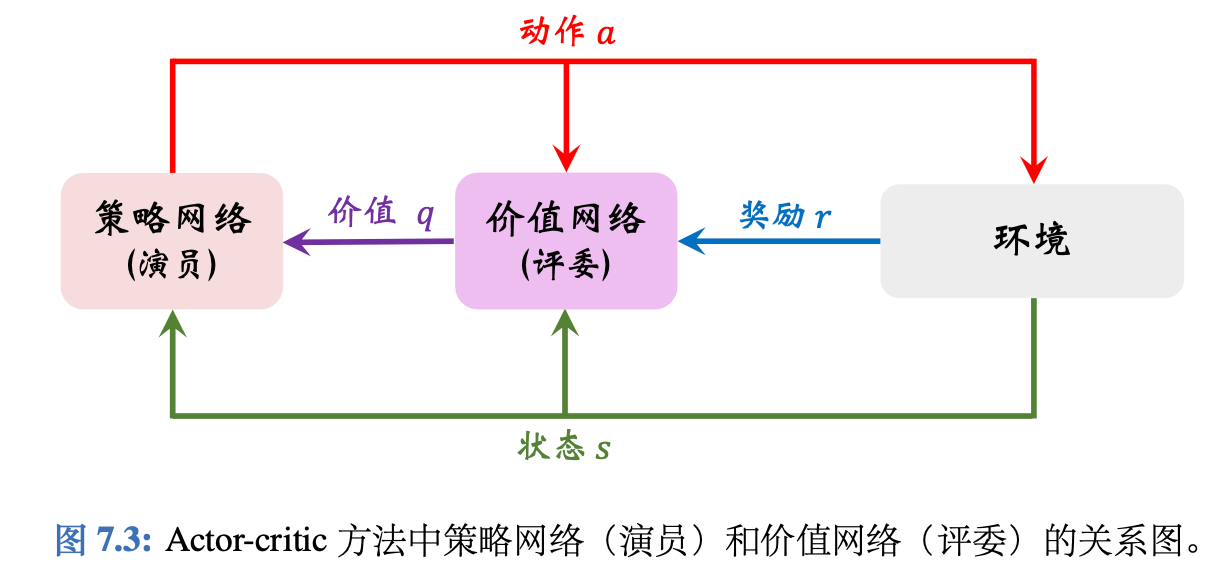 动作 a
策略网络
(演员)
价值 q
价值网络
(评委)
奖励 r
环境
状态 s
图 7.3: Actor-critic 方法中策略网络（演员）和价值网络（评委）的关系图。